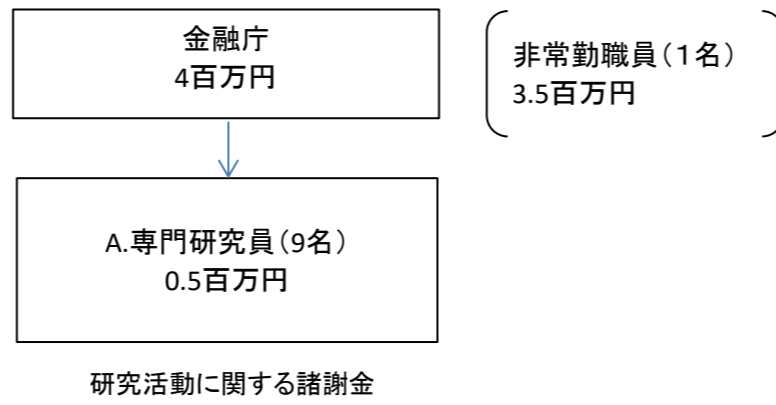 金融庁
4百万円
非常勤職員(1名)
3.5百万円
A.専門研究員(9名)
0.5百万円
研究活動に関する諸謝金